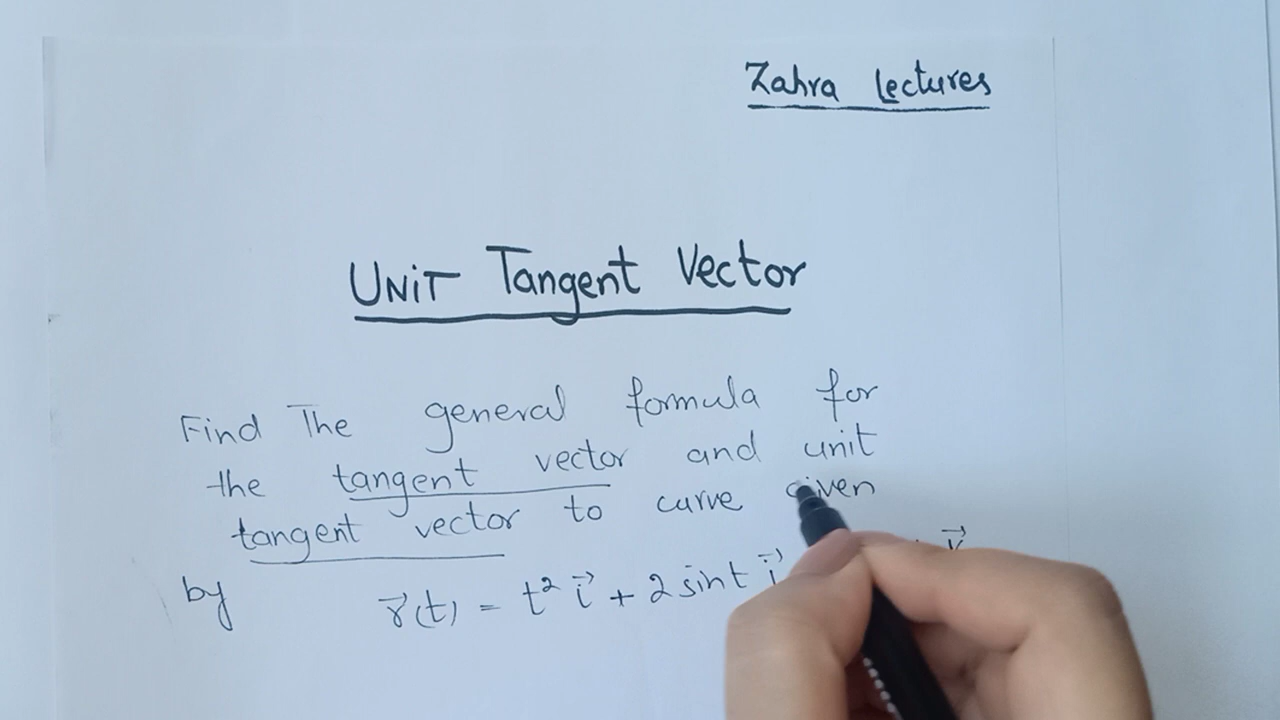 Zahra Lectures
UNiT Tangent Vector
Find The general formula for
the tangent vector and unit
tangent vector to curve given
by r⃗(t) = t² i⃗ + 2 sint